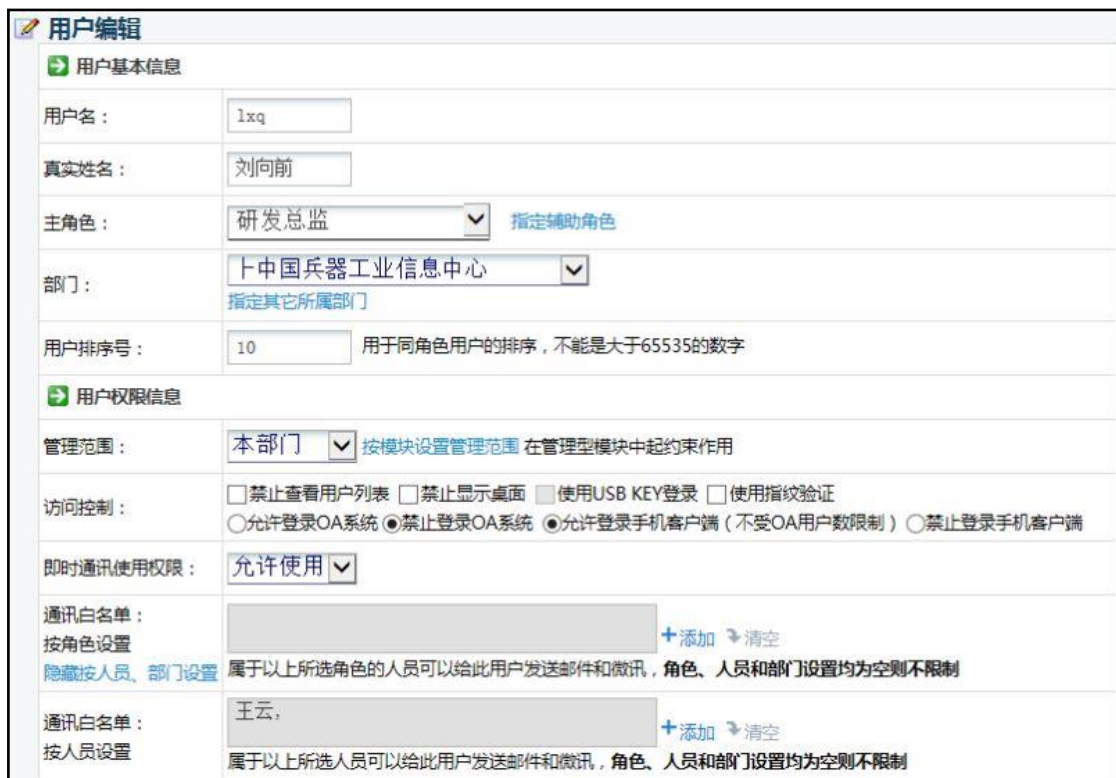 用户编辑
用户基本信息
用户名：
lxq
真实姓名：
刘向前
主角色：
研发总监
指定辅助角色
部门：
├中国兵器工业信息中心
指定其它所属部门
用户排序号：
10
用于同角色用户的排序，不能是大于65535的数字
用户权限信息
管理范围：
本部门
按模块设置管理范围 在管理型模块中起约束作用
访问控制：
禁止查看用户列表 禁止显示桌面 使用USB KEY登录 使用指纹验证
允许登录OA系统 禁止登录OA系统 允许登录手机客户端（不受OA用户数限制） 禁止登录手机客户端
即时通讯使用权限：
允许使用
通讯白名单：
按角色设置
隐藏按人员、部门设置
添加 清空
属于以上所选角色的人员可以给此用户发送邮件和微讯，角色、人员和部门设置均为空则不限制
通讯白名单：
按人员设置
王云,
添加 清空
属于以上所选人员可以给此用户发送邮件和微讯，角色、人员和部门设置均为空则不限制